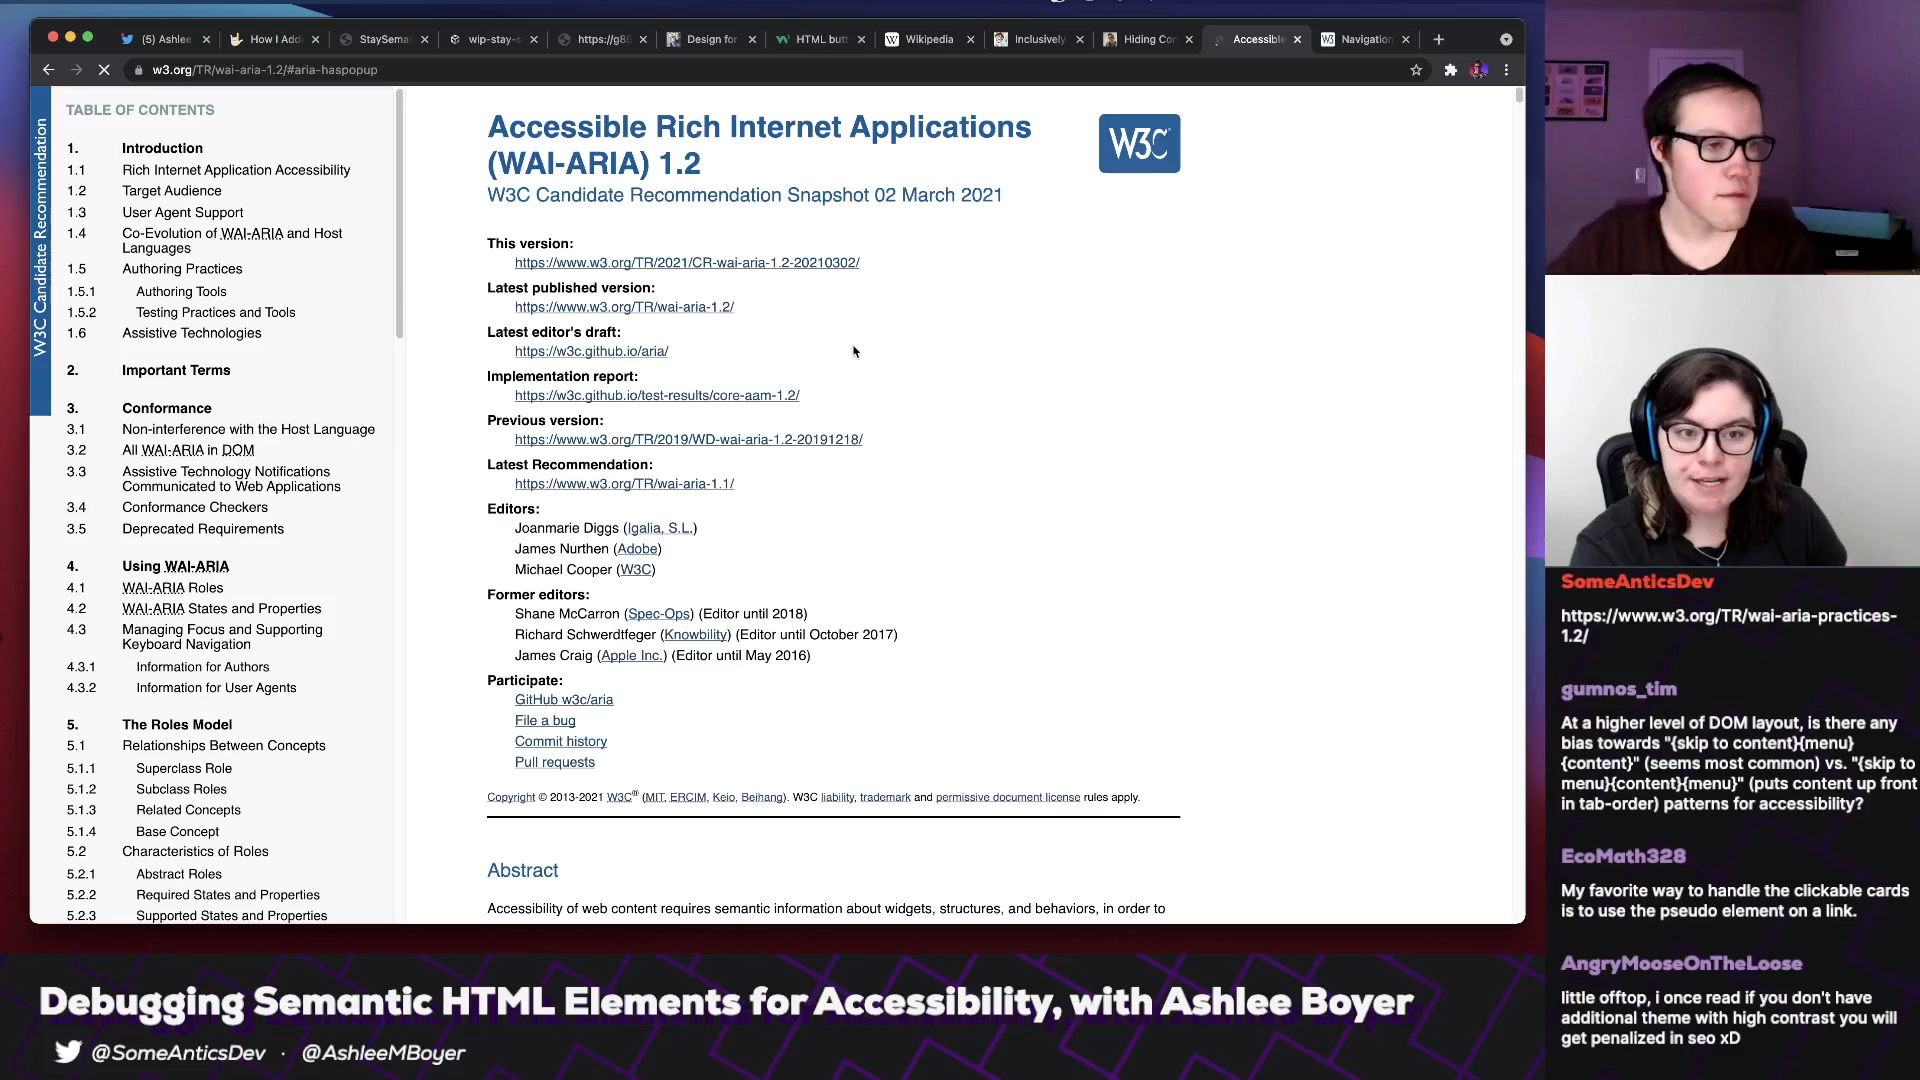 (5) Ashlee
How I Add
StaySemar
wip-stay-s
https://g8
Design for
HTML butt
Wikipedia
Inclusively
Hiding Con
Accessible
Navigation
w3.org/TR/wai-aria-1.2/#aria-haspopup
W3C Candidate Recommendation
TABLE OF CONTENTS
1. Introduction
1.1 Rich Internet Application Accessibility
1.2 Target Audience
1.3 User Agent Support
1.4 Co-Evolution of WAI-ARIA and Host
Languages
1.5 Authoring Practices
1.5.1 Authoring Tools
1.5.2 Testing Practices and Tools
1.6 Assistive Technologies
2. Important Terms
3. Conformance
3.1 Non-interference with the Host Language
3.2 All WAI-ARIA in DOM
3.3 Assistive Technology Notifications
Communicated to Web Applications
3.4 Conformance Checkers
3.5 Deprecated Requirements
4. Using WAI-ARIA
4.1 WAI-ARIA Roles
4.2 WAI-ARIA States and Properties
4.3 Managing Focus and Supporting
Keyboard Navigation
4.3.1 Information for Authors
4.3.2 Information for User Agents
5. The Roles Model
5.1 Relationships Between Concepts
5.1.1 Superclass Role
5.1.2 Subclass Roles
5.1.3 Related Concepts
5.1.4 Base Concept
5.2 Characteristics of Roles
5.2.1 Abstract Roles
5.2.2 Required States and Properties
5.2.3 Supported States and Properties
Accessible Rich Internet Applications
(WAI-ARIA) 1.2
W3C
W3C Candidate Recommendation Snapshot 02 March 2021
This version:
https://www.w3.org/TR/2021/CR-wai-aria-1.2-20210302/
Latest published version:
https://www.w3.org/TR/wai-aria-1.2/
Latest editor's draft:
https://w3c.github.io/aria/
Implementation report:
https://w3c.github.io/test-results/core-aam-1.2/
Previous version:
https://www.w3.org/TR/2019/WD-wai-aria-1.2-20191218/
Latest Recommendation:
https://www.w3.org/TR/wai-aria-1.1/
Editors:
Joanmarie Diggs (Igalia, S.L.)
James Nurthen (Adobe)
Michael Cooper (W3C)
Former editors:
Shane McCarron (Spec-Ops) (Editor until 2018)
Richard Schwerdtfeger (Knowbility) (Editor until October 2017)
James Craig (Apple Inc.) (Editor until May 2016)
Participate:
GitHub w3c/aria
File a bug
Commit history
Pull requests
Copyright © 2013-2021 W3C® (MIT, ERCIM, Keio, Beihang). W3C liability, trademark and permissive document license rules apply.
Abstract
Accessibility of web content requires semantic information about widgets, structures, and behaviors, in order to
SomeAnticsDev
https://www.w3.org/TR/wai-aria-practices-
1.2/
gumnos_tim
At a higher level of DOM layout, is there any
bias towards "{skip to content}{menu}
{content}" (seems most common) vs. "{skip to
menu}{content}{menu}" (puts content up front
in tab-order) patterns for accessibility?
EcoMath328
My favorite way to handle the clickable cards
is to use the pseudo element on a link.
AngryMooseOnTheLoose
little offtop, i once read if you don't have
additional theme with high contrast you will
get penalized in seo xD
Debugging Semantic HTML Elements for Accessibility, with Ashlee Boyer
@SomeAnticsDev · @AshleeMBoyer